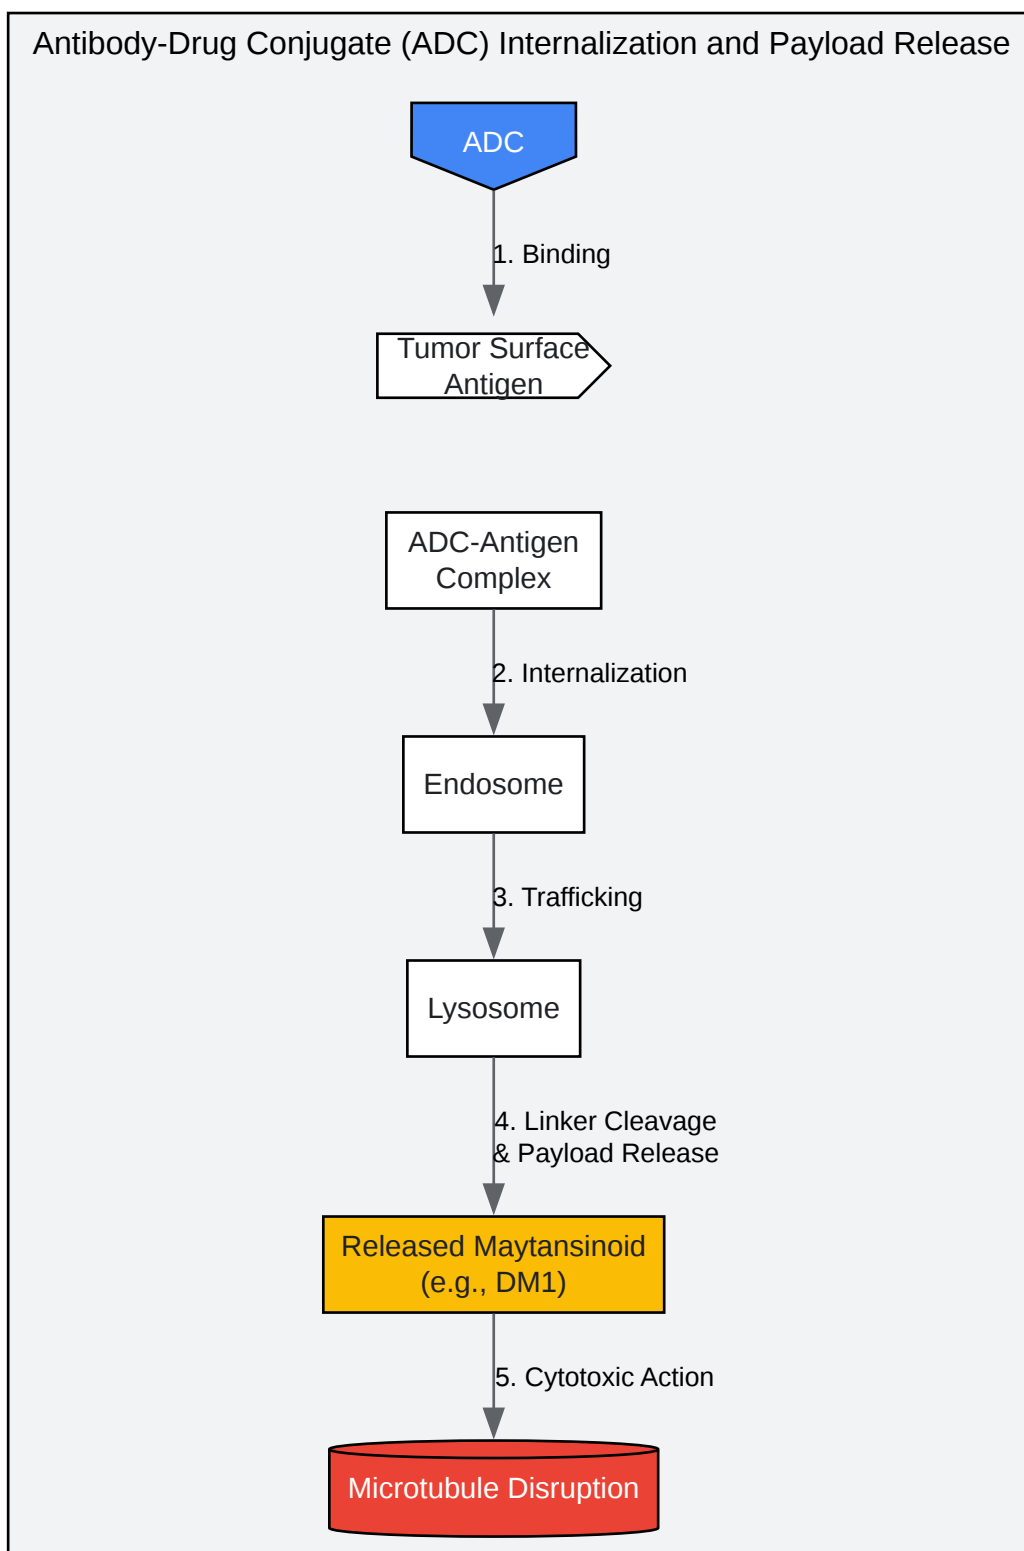 Antibody-Drug Conjugate (ADC) Internalization and Payload Release
ADC
1. Binding
Tumor Surface
Antigen
ADC-Antigen
Complex
2. Internalization
Endosome
3. Trafficking
Lysosome
4. Linker Cleavage
& Payload Release
Released Maytansinoid
(e.g., DM1)
5. Cytotoxic Action
Microtubule Disruption